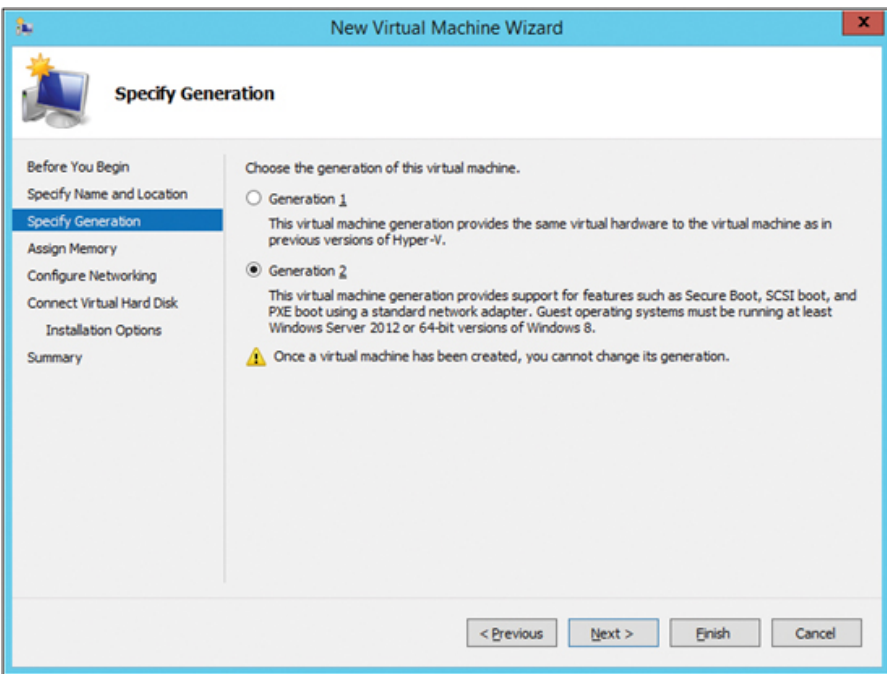 New Virtual Machine Wizard
x
Specify Generation
Before You Begin
Specify Name and Location
Specify Generation
Assign Memory
Configure Networking
Connect Virtual Hard Disk
Installation Options
Summary
Choose the generation of this virtual machine.
Generation 1
This virtual machine generation provides the same virtual hardware to the virtual machine as in
previous versions of Hyper-V.
Generation 2
This virtual machine generation provides support for features such as Secure Boot, SCSI boot, and
PXE boot using a standard network adapter. Guest operating systems must be running at least
Windows Server 2012 or 64-bit versions of Windows 8.
Once a virtual machine has been created, you cannot change its generation.
< Previous
Next >
Finish
Cancel